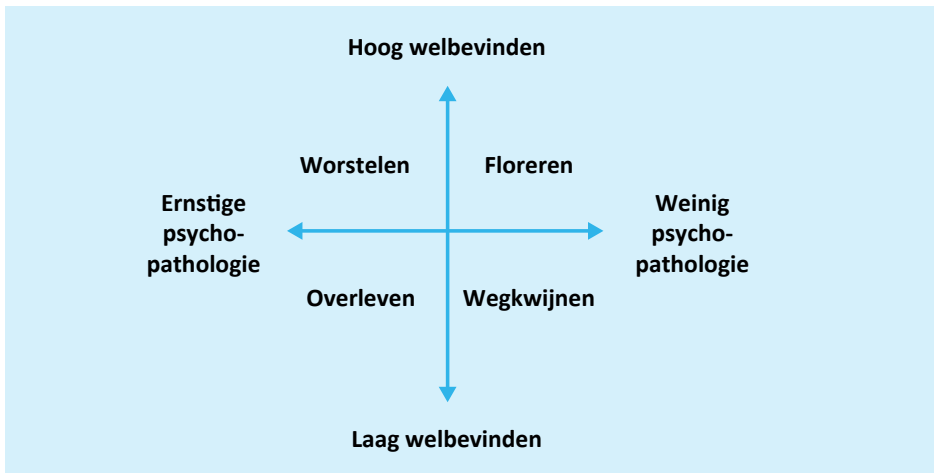 Hoog welbevinden
Worstelen
Floreren
Ernstige
psycho-
pathologie
Weinig
psycho-
pathologie
Overleven
Wegkwijnen
Laag welbevinden